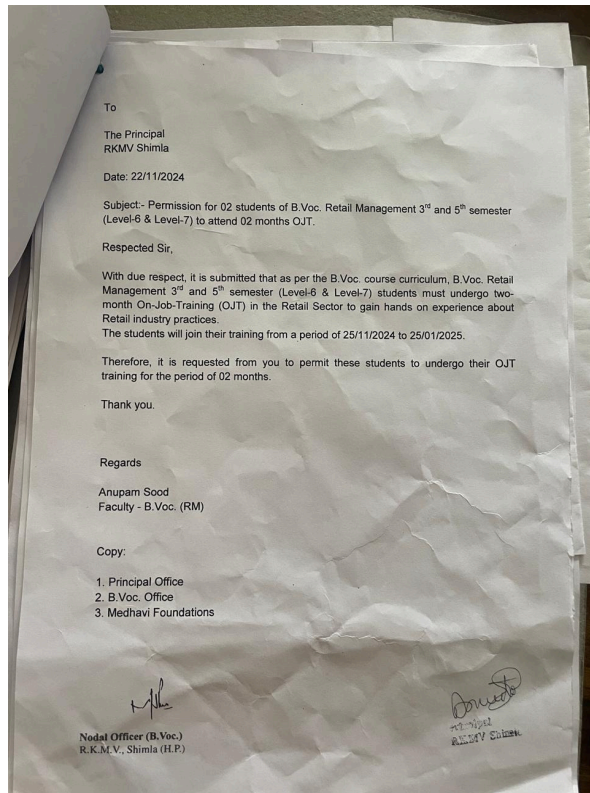 To
The Principal
RKMV Shimla
Date: 22/11/2024
Subject:- Permission for 02 students of B.Voc. Retail Management 3rd and 5th semester
(Level-6 & Level-7) to attend 02 months OJT.
Respected Sir,
With due respect, it is submitted that as per the B.Voc. course curriculum, B.Voc. Retail
Management 3rd and 5th semester (Level-6 & Level-7) students must undergo two-
month On-Job-Training (OJT) in the Retail Sector to gain hands on experience about
Retail industry practices.
The students will join their training from a period of 25/11/2024 to 25/01/2025.
Therefore, it is requested from you to permit these students to undergo their OJT
training for the period of 02 months.
Thank you.
Regards
Anupam Sood
Faculty - B.Voc. (RM)
Copy:
1. Principal Office
2. B.Voc. Office
3. Medhavi Foundations
Nodal Officer (B.Voc.)
R.K.M.V., Shimla (H.P.)
RKMV Shimla